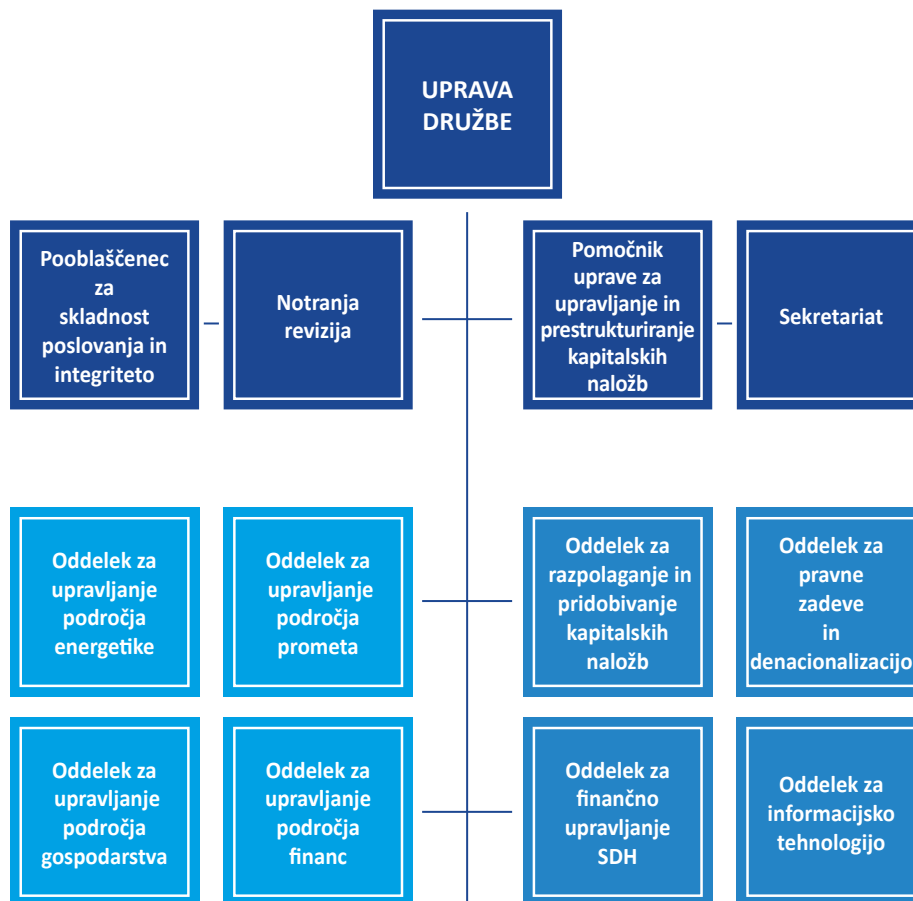 UPRAVA
DRUŽBE
Pooblaščenec
za
skladnost
poslovanja in
integriteto
Notranja
revizija
Pomočnik
uprave za
upravljanje in
prestrukturiranje
kapitalskih
naložb
Sekretariat
Oddelek za
upravljanje
področja
energetike
Oddelek za
upravljanje
področja
prometa
Oddelek za
razpolaganje in
pridobivanje
kapitalskih
naložb
Oddelek za
pravne
zadeve
in
denacionalizacijo
Oddelek za
upravljanje
področja
gospodarstva
Oddelek za
upravljanje
področja
financ
Oddelek za
finančno
upravljanje
SDH
Oddelek za
informacijsko
tehnologijo